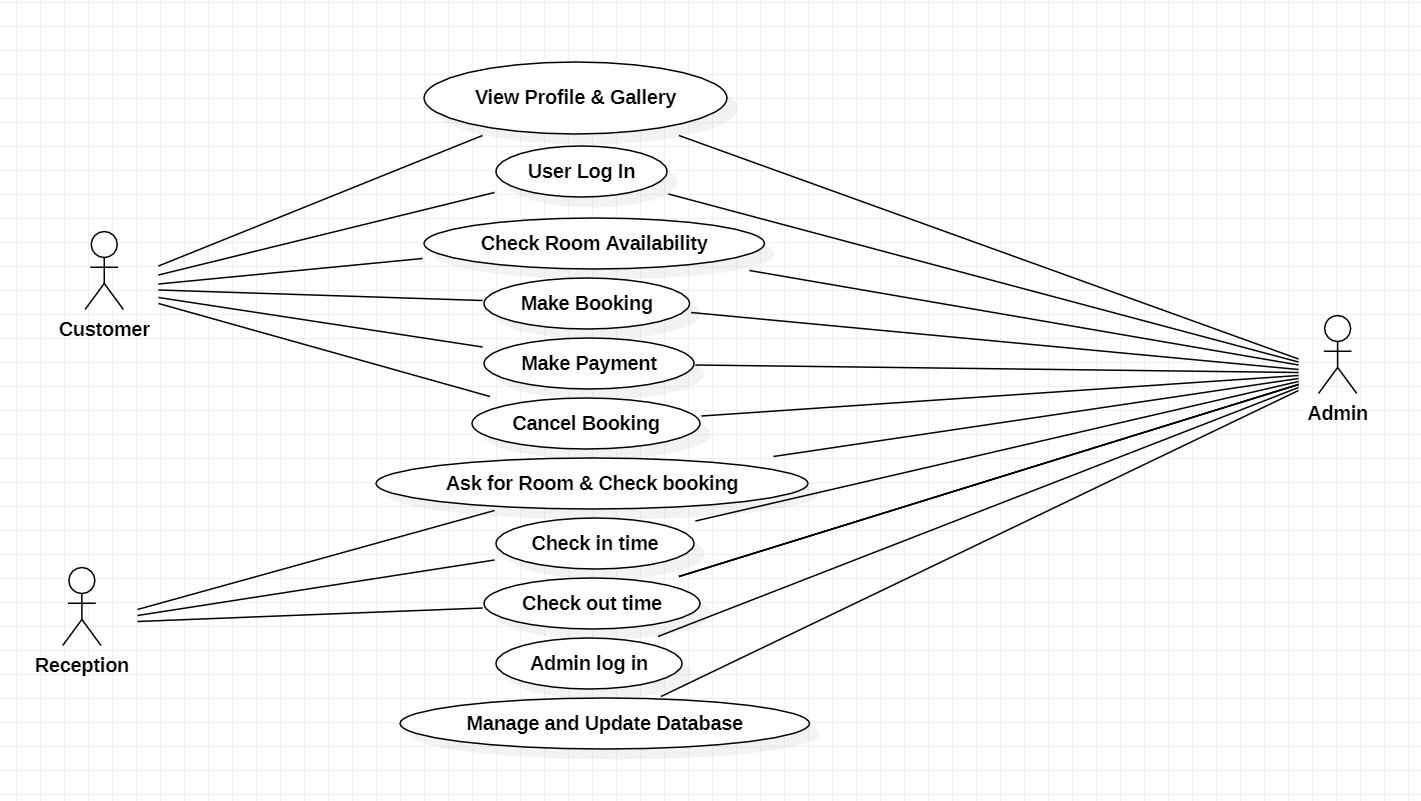 View Profile & Gallery
User Log In
Check Room Availability
Make Booking
Customer
Make Payment
Admin
Cancel Booking
Ask for Room & Check booking
Check in time
Check out time
Reception
Admin log in
Manage and Update Database